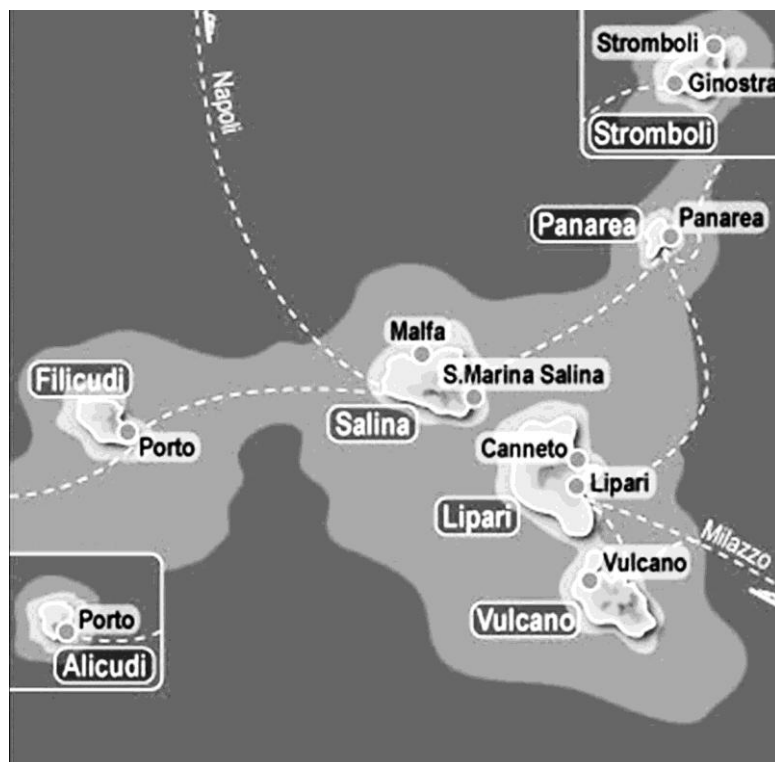 Stromboli
Ginostra
Stromboli
Napoli
Panarea
Panarea
Malfa
S.Marina Salina
Salina
Filicudi
Porto
Canneto
Lipari
Lipari
Milazzo
Vulcano
Vulcano
Porto
Alicudi